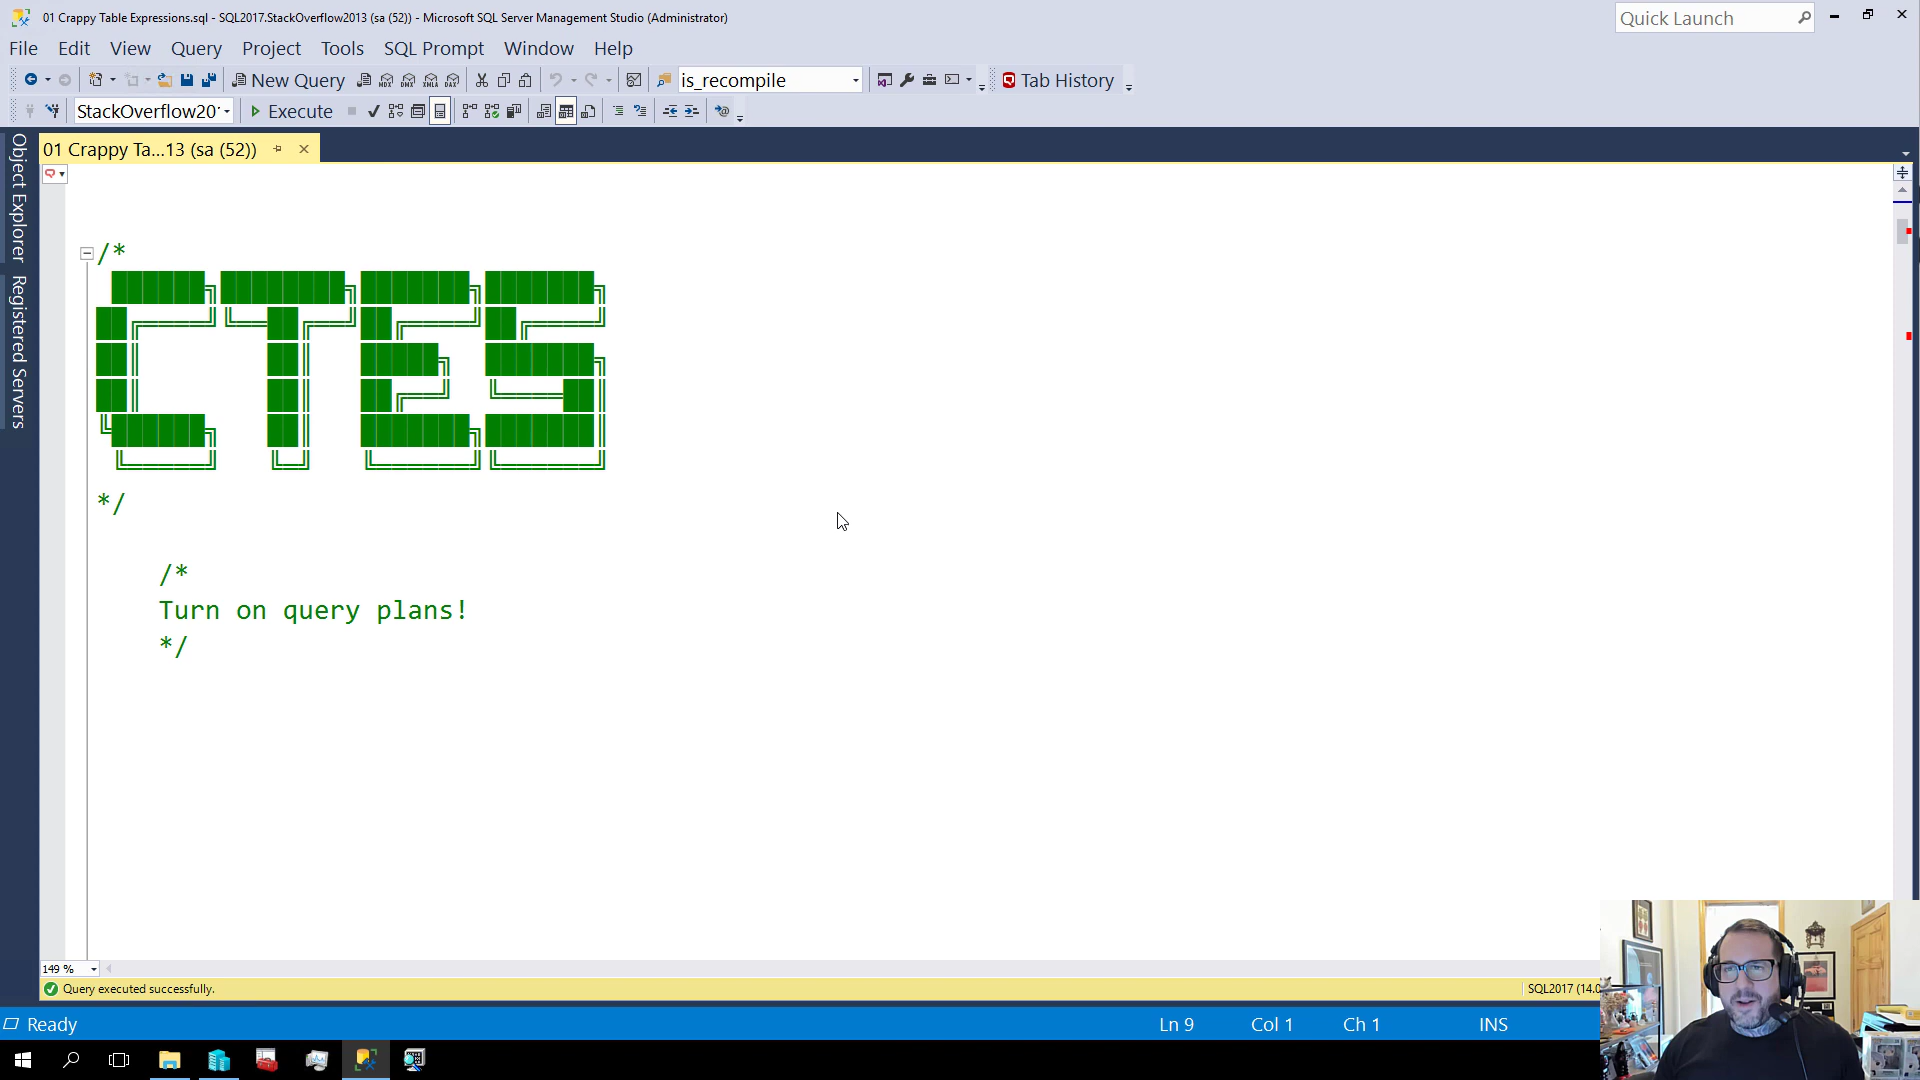 01 Crappy Table Expressions.sql - SQL2017.StackOverflow2013 (sa (52)) - Microsoft SQL Server Management Studio (Administrator)
Quick Launch
File Edit View Query Project Tools SQL Prompt Window Help
New Query
is_recompile
Tab History
StackOverflow20
Execute
01 Crappy Ta...13 (sa (52))
Object Explorer
Registered Servers
/*
CTES
*/
/*
Turn on query plans!
*/
149 %
Query executed successfully.
SQL2017 (14.0
Ready
Ln 9
Col 1
Ch 1
INS